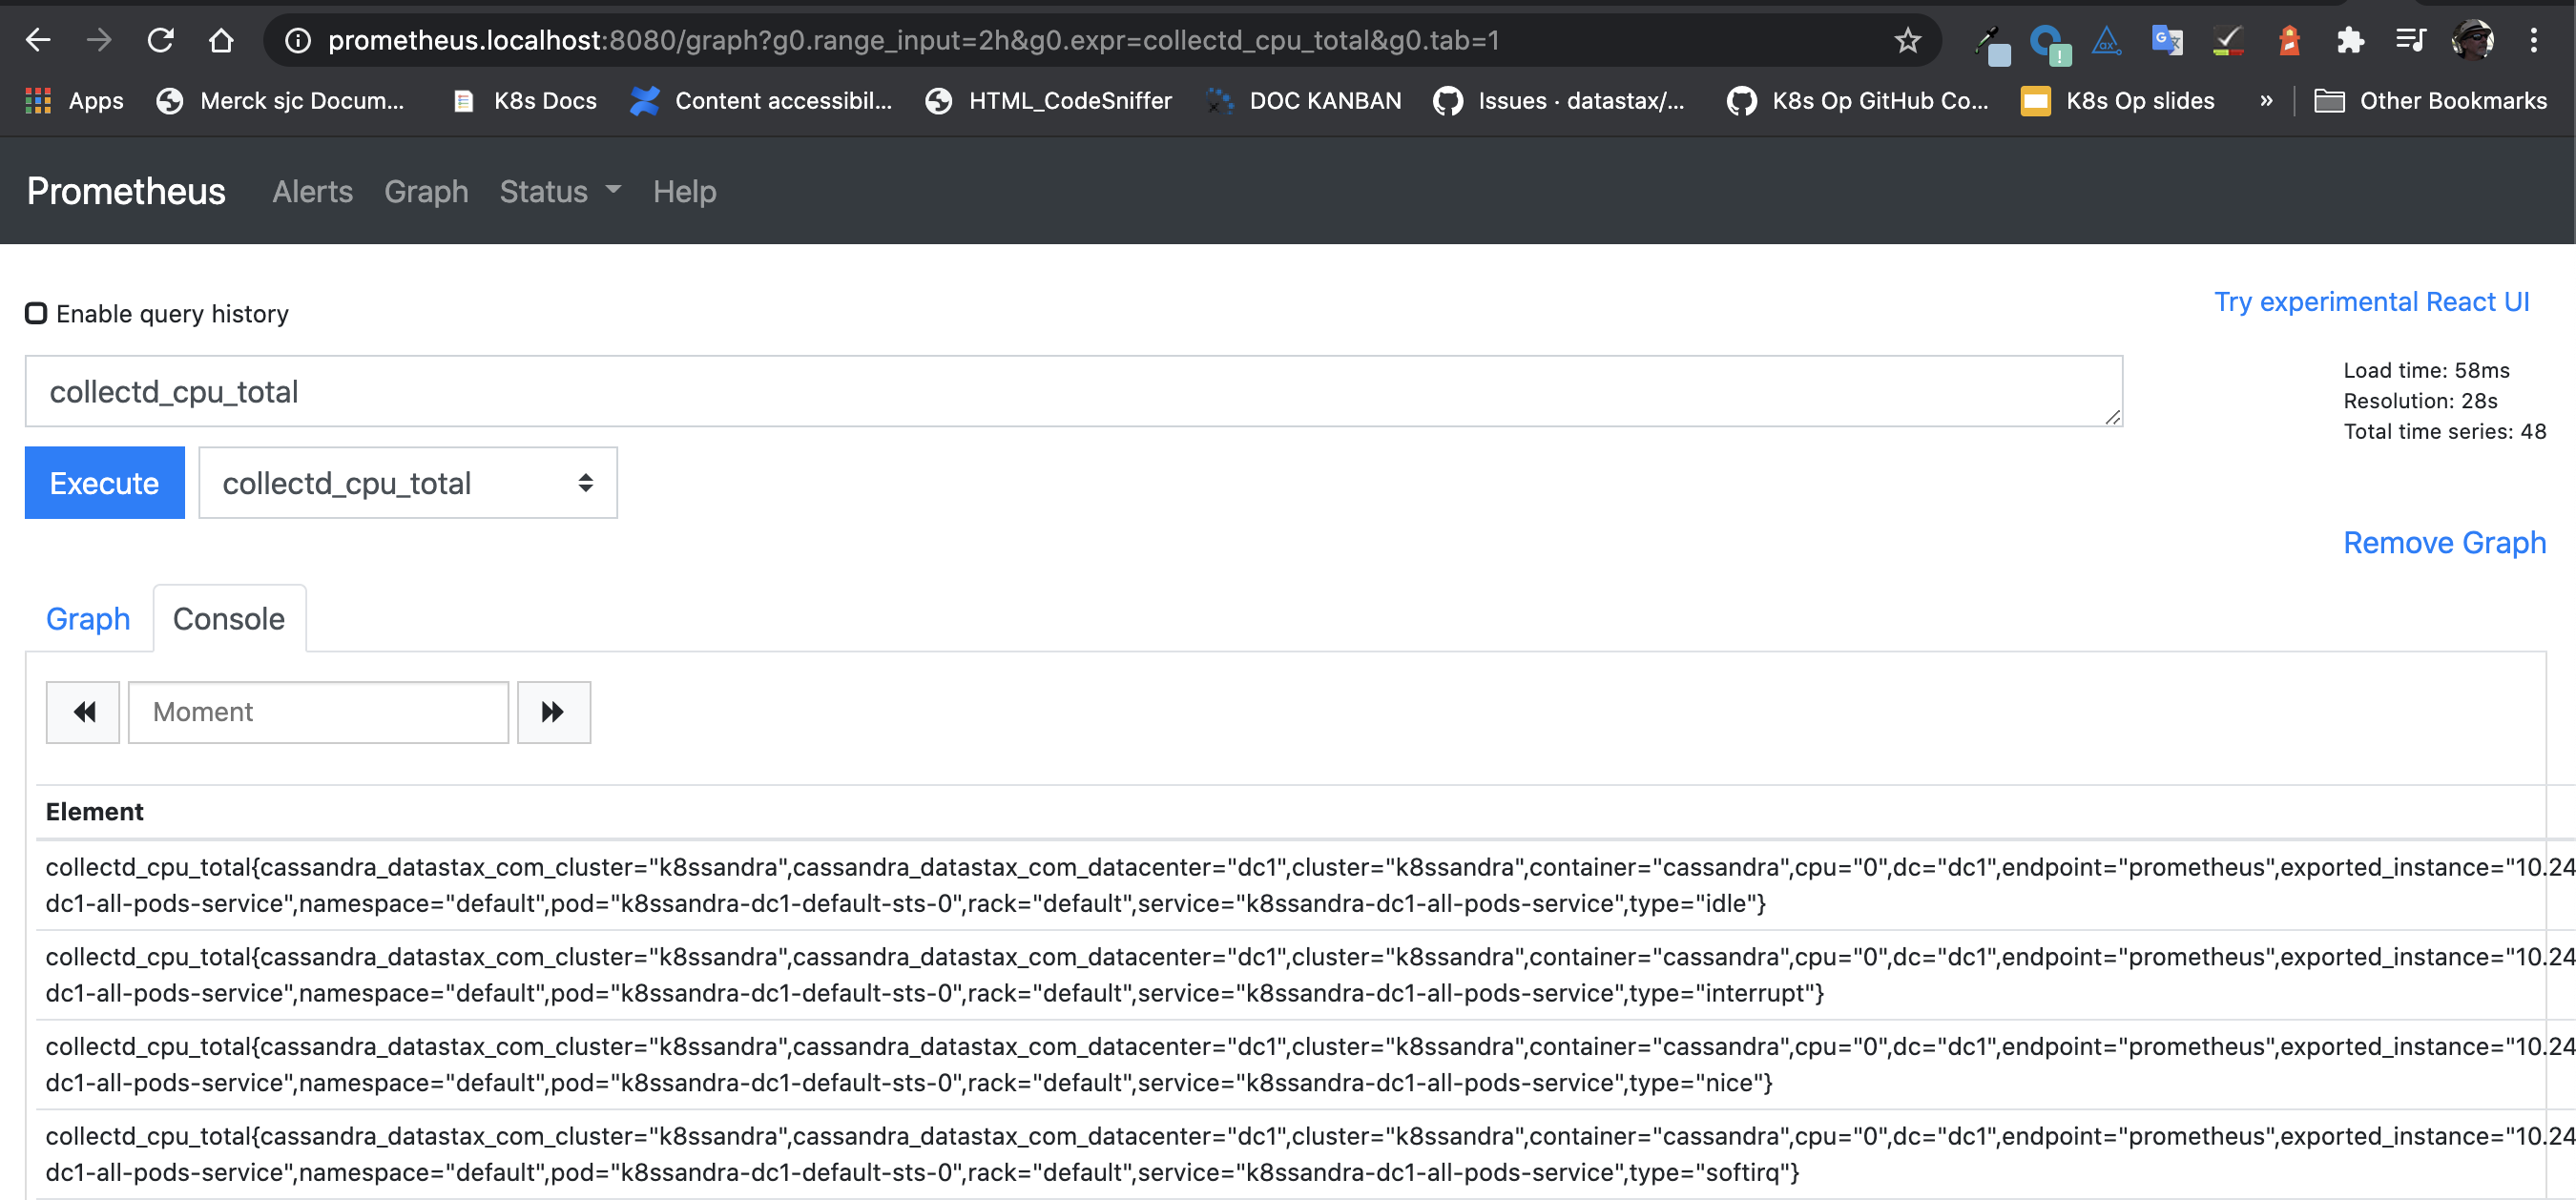 prometheus.localhost:8080/graph?g0.range_input=2h&g0.expr=collectd_cpu_total&g0.tab=1
Apps Merck sjc Docum... K8s Docs Content accessibil... HTML_CodeSniffer DOC KANBAN Issues · datastax/... K8s Op GitHub Co... K8s Op slides » Other Bookmarks
Prometheus Alerts Graph Status Help
Enable query history
Try experimental React UI
collectd_cpu_total
Load time: 58ms
Resolution: 28s
Total time series: 48
Execute collectd_cpu_total
Remove Graph
Graph Console
Moment
Element
collectd_cpu_total{cassandra_datastax_com_cluster="k8ssandra",cassandra_datastax_com_datacenter="dc1",cluster="k8ssandra",container="cassandra",cpu="0",dc="dc1",endpoint="prometheus",exported_instance="10.24
dc1-all-pods-service",namespace="default",pod="k8ssandra-dc1-default-sts-0",rack="default",service="k8ssandra-dc1-all-pods-service",type="idle"}
collectd_cpu_total{cassandra_datastax_com_cluster="k8ssandra",cassandra_datastax_com_datacenter="dc1",cluster="k8ssandra",container="cassandra",cpu="0",dc="dc1",endpoint="prometheus",exported_instance="10.24
dc1-all-pods-service",namespace="default",pod="k8ssandra-dc1-default-sts-0",rack="default",service="k8ssandra-dc1-all-pods-service",type="interrupt"}
collectd_cpu_total{cassandra_datastax_com_cluster="k8ssandra",cassandra_datastax_com_datacenter="dc1",cluster="k8ssandra",container="cassandra",cpu="0",dc="dc1",endpoint="prometheus",exported_instance="10.24
dc1-all-pods-service",namespace="default",pod="k8ssandra-dc1-default-sts-0",rack="default",service="k8ssandra-dc1-all-pods-service",type="nice"}
collectd_cpu_total{cassandra_datastax_com_cluster="k8ssandra",cassandra_datastax_com_datacenter="dc1",cluster="k8ssandra",container="cassandra",cpu="0",dc="dc1",endpoint="prometheus",exported_instance="10.24
dc1-all-pods-service",namespace="default",pod="k8ssandra-dc1-default-sts-0",rack="default",service="k8ssandra-dc1-all-pods-service",type="softirq"}